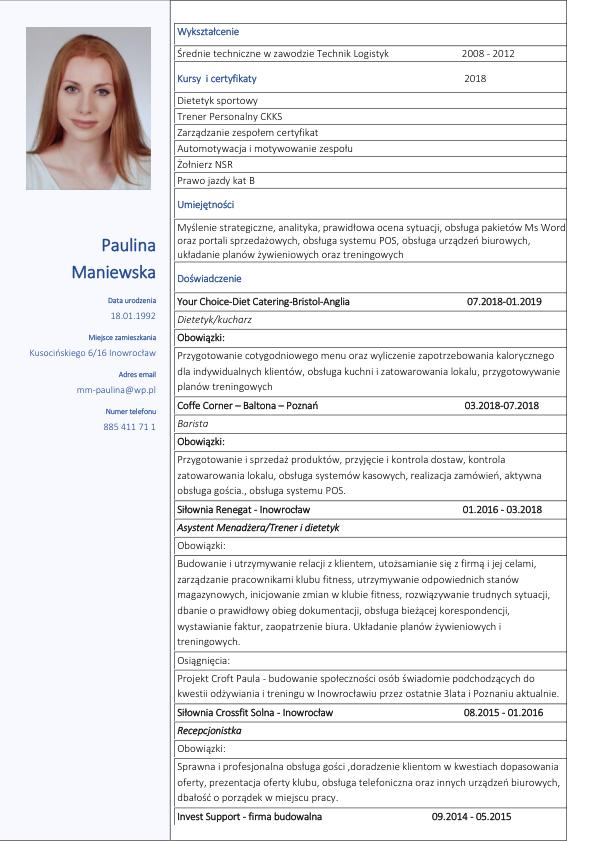 Paulina
Maniewska
Data urodzenia
18.01.1992
Miejsce zamieszkania
Kusocińskiego 6/16 Inowrocław
Adres email
mm-paulina@wp.pl
Numer telefonu
885 411 71 1
Wykształcenie
Średnie techniczne w zawodzie Technik Logistyk 2008 - 2012
Kursy i certyfikaty 2018
Dietetyk sportowy
Trener Personalny CKKS
Zarządzanie zespołem certyfikat
Automotywacja i motywowanie zespołu
Żołnierz NSR
Prawo jazdy kat B
Umiejętności
Myślenie strategiczne, analityka, prawidłowa ocena sytuacji, obsługa pakietów Ms Word
oraz portali sprzedażowych, obsługa systemu POS, obsługa urządzeń biurowych,
układanie planów żywieniowych oraz treningowych
Doświadczenie
Your Choice-Diet Catering-Bristol-Anglia 07.2018-01.2019
Dietetyk/kucharz
Obowiązki:
Przygotowanie cotygodniowego menu oraz wyliczenie zapotrzebowania kalorycznego
dla indywidualnych klientów, obsługa kuchni i zatowarowania lokalu, przygotowywanie
planów treningowych
Coffe Corner – Baltona – Poznań 03.2018-07.2018
Barista
Obowiązki:
Przygotowanie i sprzedaż produktów, przyjęcie i kontrola dostaw, kontrola
zatowarowania lokalu, obsługa systemów kasowych, realizacja zamówień, aktywna
obsługa gościa., obsługa systemu POS.
Siłownia Renegat - Inowrocław 01.2016 - 03.2018
Asystent Menadżera/Trener i dietetyk
Obowiązki:
Budowanie i utrzymywanie relacji z klientem, utożsamianie się z firmą i jej celami,
zarządzanie pracownikami klubu fitness, utrzymywanie odpowiednich stanów
magazynowych, inicjowanie zmian w klubie fitness, rozwiązywanie trudnych sytuacji,
dbanie o prawidłowy obieg dokumentacji, obsługa bieżącej korespondencji,
wystawianie faktur, zaopatrzenie biura. Układanie planów żywieniowych i
treningowych.
Osiągnięcia:
Projekt Croft Paula - budowanie społeczności osób świadomie podchodzących do
kwestii odżywiania i treningu w Inowrocławiu przez ostatnie 3lata i Poznaniu aktualnie.
Siłownia Crossfit Solna - Inowrocław 08.2015 - 01.2016
Recepcjonistka
Obowiązki:
Sprawna i profesjonalna obsługa gości ,doradzenie klientom w kwestiach dopasowania
oferty, prezentacja oferty klubu, obsługa telefoniczna oraz innych urządzeń biurowych,
dbałość o porządek w miejscu pracy.
Invest Support - firma budowalna 09.2014 - 05.2015